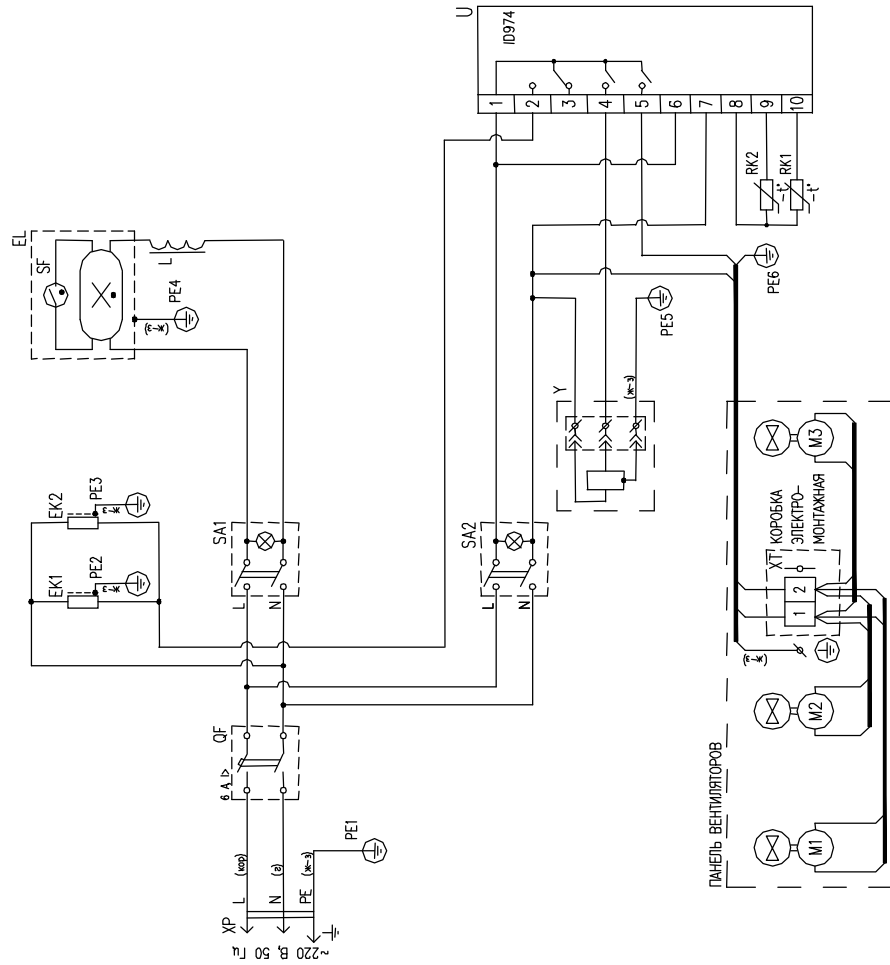 U
ID974
1
2
3
4
5
6
7
8
9
10
RK2
-t°
RK1
-t°
EL
SF
L
PE4
(ж-з)
PE5
PE6
Y
(ж-з)
EK2
PE3
ж-з
EK1
PE2
ж-з
SA1
L
N
SA2
L
N
QF
6 А I>
XP
L
(кор)
N
(г)
PE
(ж-з)
PE1
~220 В, 50 Гц
КОРОБКА
ЭЛЕКТРО-
МОНТАЖНАЯ
XT
1
2
(ж-з)
ПАНЕЛЬ ВЕНТИЛЯТОРОВ
M1
M2
M3